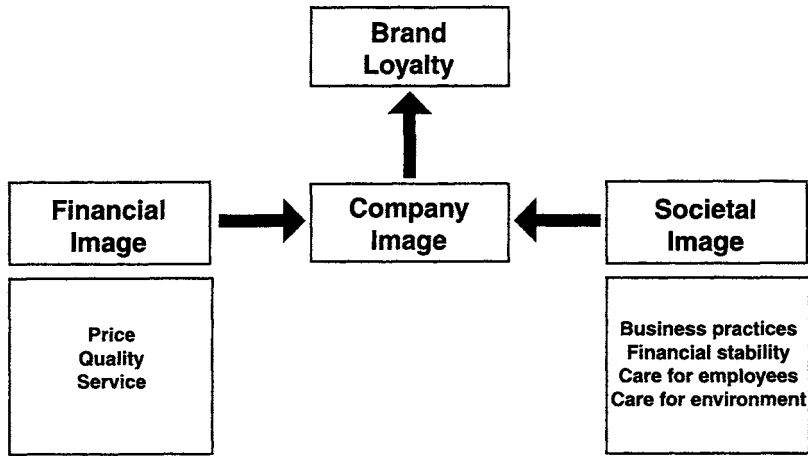 Brand
Loyalty
Financial
Image
Company
Image
Societal
Image
Price
Quality
Service
Business practices
Financial stability
Care for employees
Care for environment